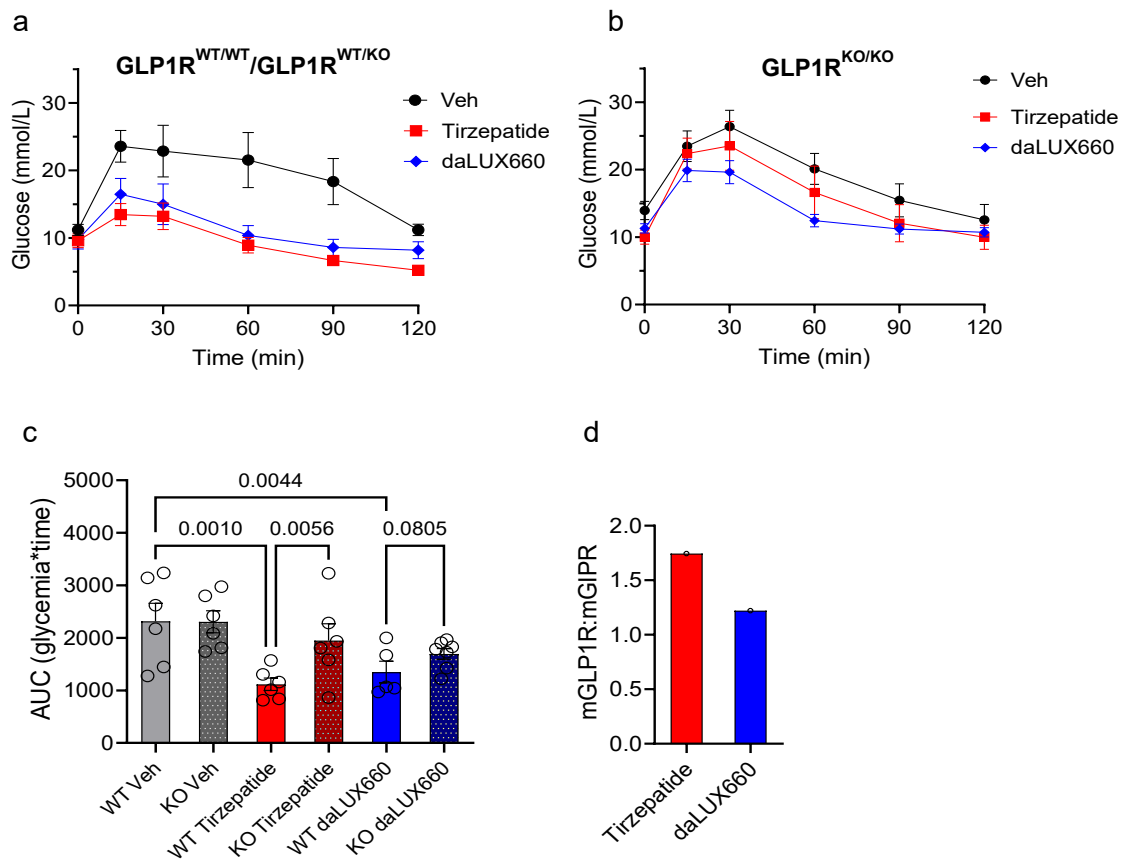 a
GLP1R^WT/WT/GLP1R^WT/KO
Glucose (mmol/L)
30
20
10
0
0 30 60 90 120
Time (min)
Veh
Tirzepatide
daLUX660
b
GLP1R^KO/KO
Glucose (mmol/L)
30
20
10
0
0 30 60 90 120
Time (min)
Veh
Tirzepatide
daLUX660
c
AUC (glycemia*time)
5000
4000
3000
2000
1000
0
0.0044
0.0010 0.0056 0.0805
WT Veh
KO Veh
WT Tirzepatide
KO Tirzepatide
WT daLUX660
KO daLUX660
d
mGLP1R:mGIPR
2.0
1.5
1.0
0.5
0.0
Tirzepatide
daLUX660